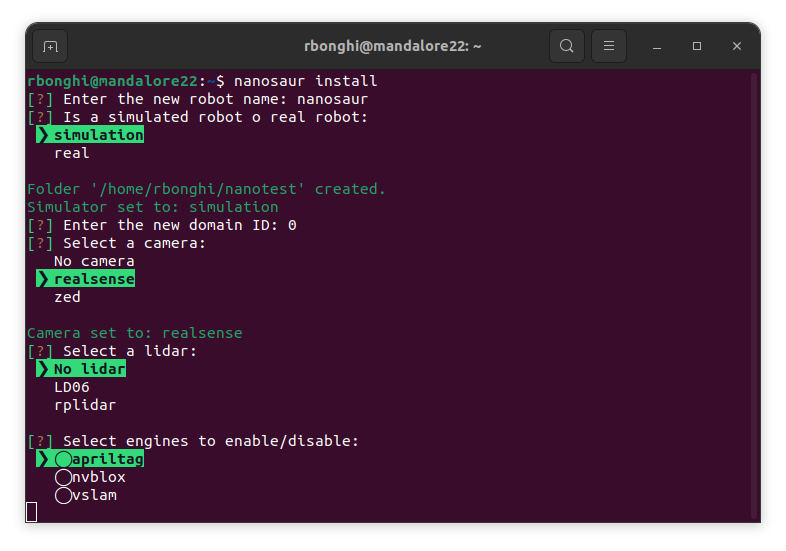 rbonghi@mandalore22: ~
rbonghi@mandalore22:~$ nanosaur install
[?] Enter the new robot name: nanosaur
[?] Is a simulated robot o real robot:
❯ simulation
real
Folder '/home/rbonghi/nanotest' created.
Simulator set to: simulation
[?] Enter the new domain ID: 0
[?] Select a camera:
No camera
❯ realsense
zed
Camera set to: realsense
[?] Select a lidar:
❯ No lidar
LD06
rplidar
[?] Select engines to enable/disable:
❯ ◯apriltag
◯nvblox
◯vslam